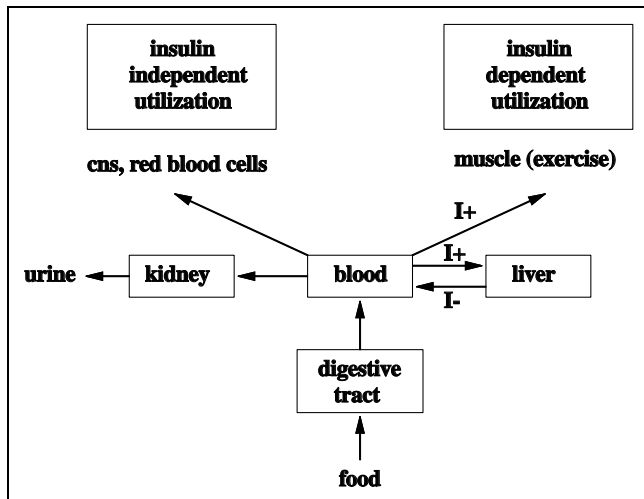 insulin
independent
utilization
insulin
dependent
utilization
cns, red blood cells
muscle (exercise)
I+
I+
urine
kidney
blood
liver
I-
digestive
tract
food